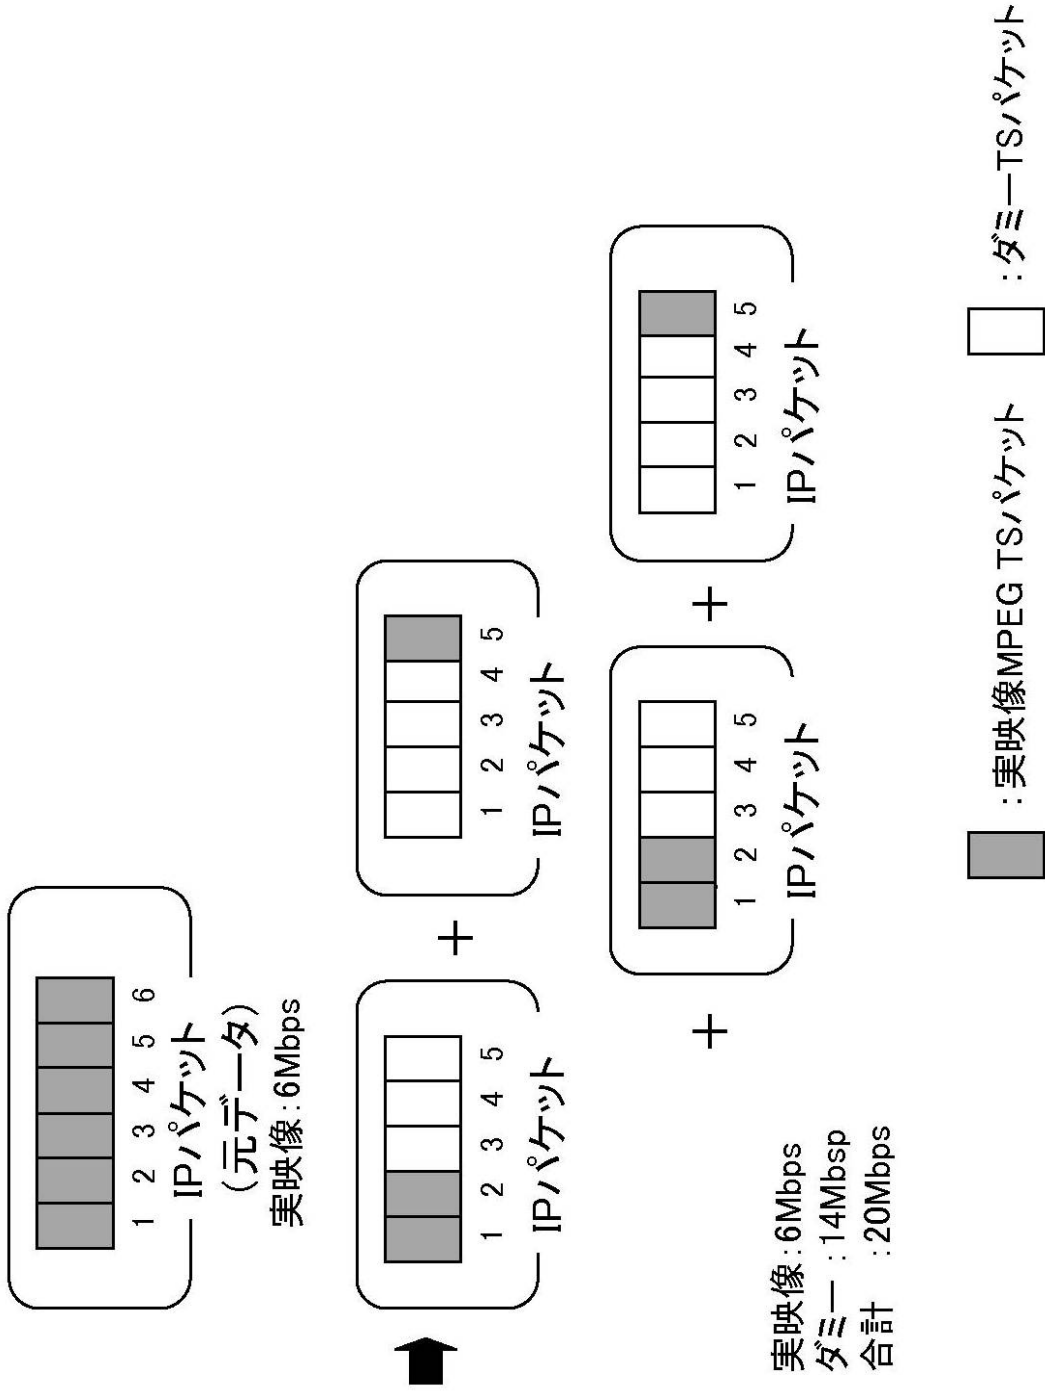 1 2 3 4 5 6
IPパケット
(元データ)
実映像:6Mbps
1 2 3 4 5
IPパケット
+
1 2 3 4 5
IPパケット
+
1 2 3 4 5
IPパケット
+
1 2 3 4 5
IPパケット
実映像:6Mbps
ダミー :14Mbsp
合計 :20Mbps
:実映像MPEG TSパケット
:ダミーTSパケット